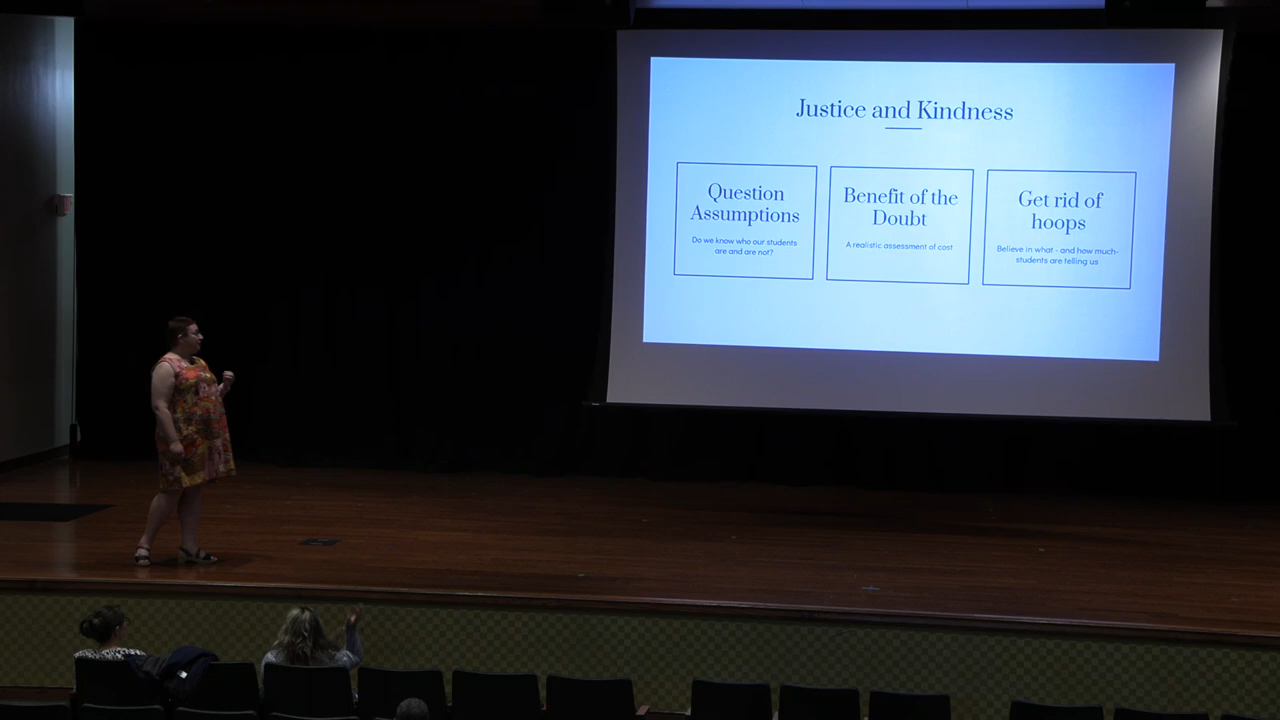 Justice and Kindness
Question
Assumptions
Do we know who our students
are and are not?
Benefit of the
Doubt
A realistic assessment of cost
Get rid of
hoops
Believe in what - and how much-
students are telling us